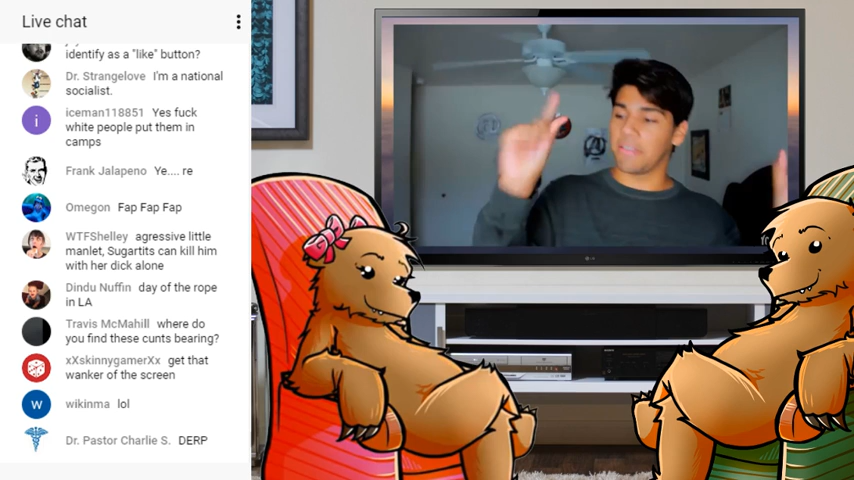 Live chat
identify as a "like" button?
Dr. Strangelove I'm a national
socialist.
i
iceman118851 Yes fuck
white people put them in
camps
Frank Jalapeno Ye.... re
Omegon Fap Fap Fap
WTFShelley agressive little
manlet, Sugartits can kill him
with her dick alone
Dindu Nuffin day of the rope
in LA
Travis McMahill where do
you find these cunts bearing?
xXskinnygamerXx get that
wanker of the screen
w
wikinma lol
Dr. Pastor Charlie S. DERP
LG